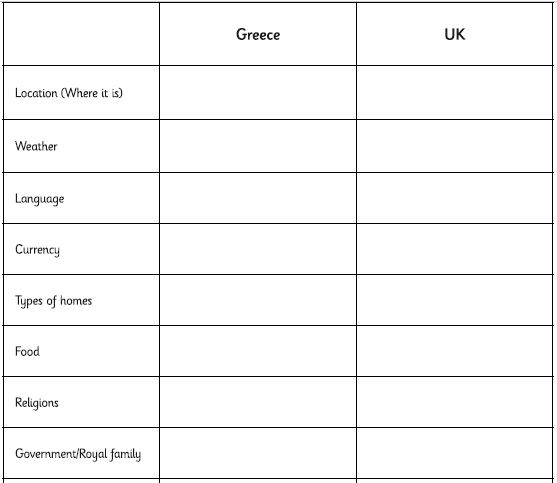 Greece UK
Location (Where it is)
Weather
Language
Currency
Types of homes
Food
Religions
Government/Royal family